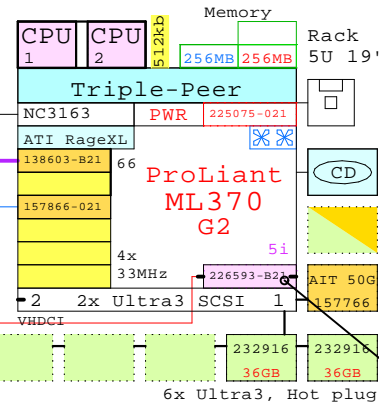 Memory
CPU
1
CPU
2
512kb
256MB
256MB
Rack
5U 19"
Triple-Peer
NC3163
PWR
225075-021
ATI RageXL
138603-B21
66
157866-021
ProLiant
ML370
G2
CD
4x
33MHz
5i
226593-B21
AIT 50G
157766
2
2x Ultra3 SCSI
1
VHDCI
232916
36GB
232916
36GB
6x Ultra3, Hot plug